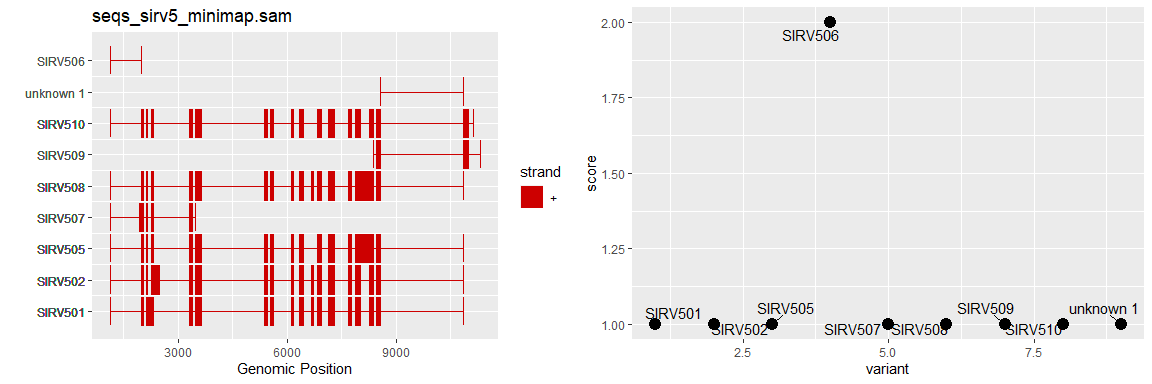 seqs_sirv5_minimap.sam
SIRV506
unknown 1
SIRV510
SIRV509
SIRV508
SIRV507
SIRV505
SIRV502
SIRV501
3000 6000 9000
Genomic Position
strand
+
score
2.00
1.75
1.50
1.25
1.00
SIRV506
SIRV501 SIRV505 SIRV509 unknown 1
SIRV502 SIRV507 SIRV508 SIRV510
2.5 5.0 7.5
variant